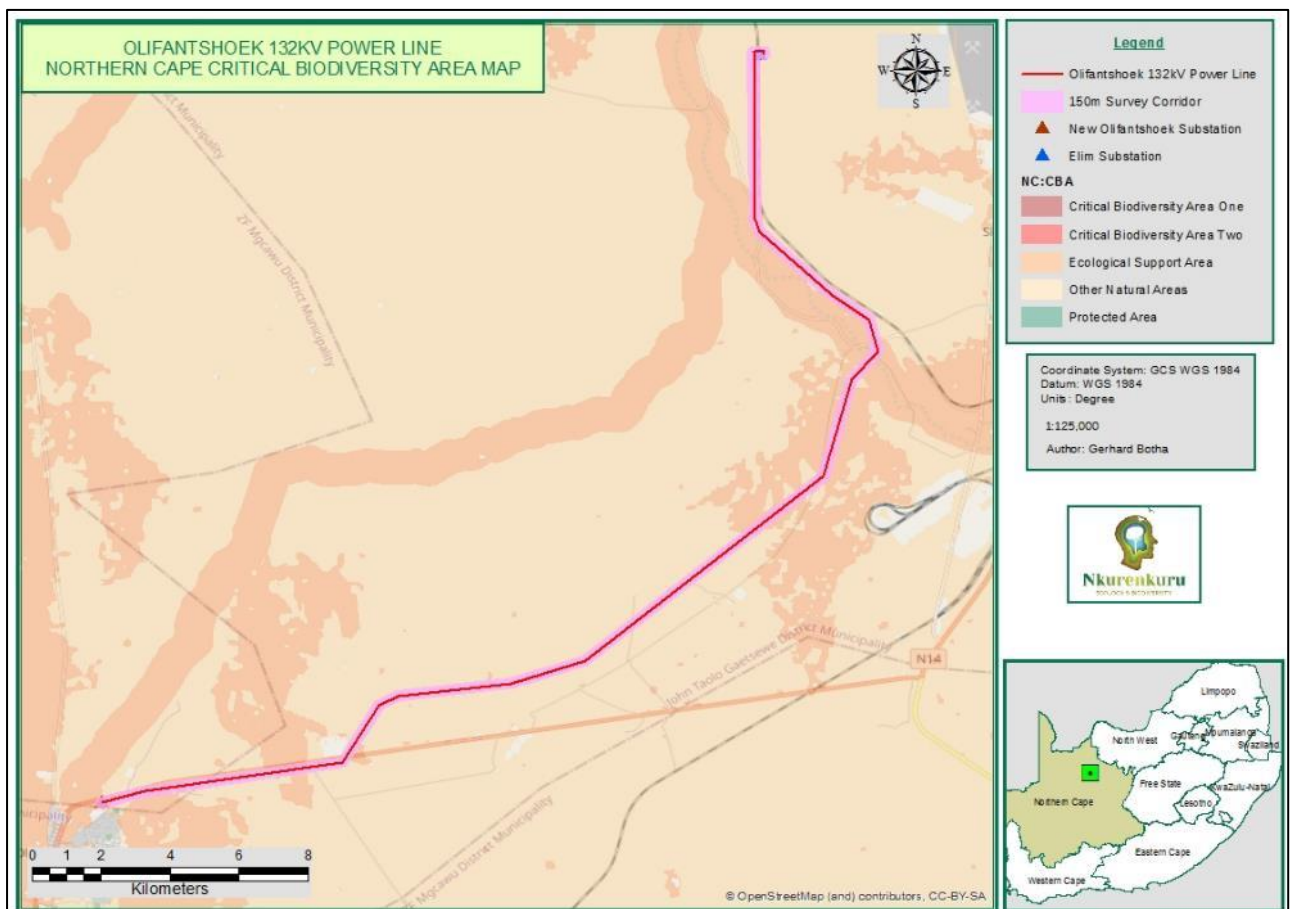 OLIFANTSHOEK 132KV POWER LINE
NORTHERN CAPE CRITICAL BIODIVERSITY AREA MAP
N
W
E
S
District Municipality
ZF Mgcawu District Municipality
John Taolo Gaetsewe District Municipality
N14
0 1 2 4 6 8
Kilometers
© OpenStreetMap (and) contributors, CC-BY-SA
Legend
Olifantshoek 132kV Power Line
150m Survey Corridor
New Olifantshoek Substation
Elim Substation
NC:CBA
Critical Biodiversity Area One
Critical Biodiversity Area Two
Ecological Support Area
Other Natural Areas
Protected Area
Coordinate System: GCS WGS 1984
Datum: WGS 1984
Units: Degree
1:125,000
Author: Gerhard Botha
Nkurenkuru
Limpopo
North West
Gauteng
Mpumalanga
Swaziland
Free State
KwaZulu-Natal
Lesotho
Northern Cape
Eastern Cape
Western Cape